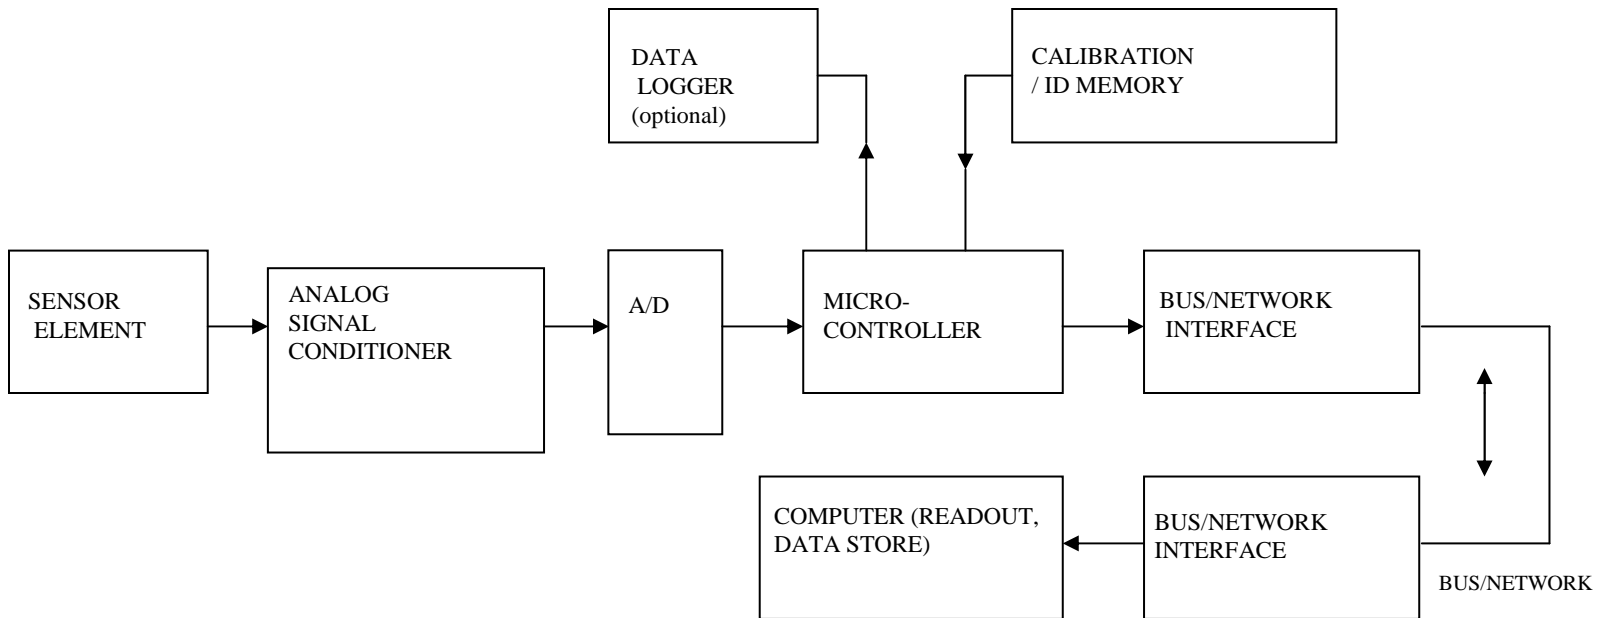 DATA
LOGGER
(optional)
CALIBRATION
/ ID MEMORY
SENSOR
ELEMENT
ANALOG
SIGNAL
CONDITIONER
A/D
MICRO-
CONTROLLER
BUS/NETWORK
INTERFACE
COMPUTER (READOUT,
DATA STORE)
BUS/NETWORK
INTERFACE
BUS/NETWORK